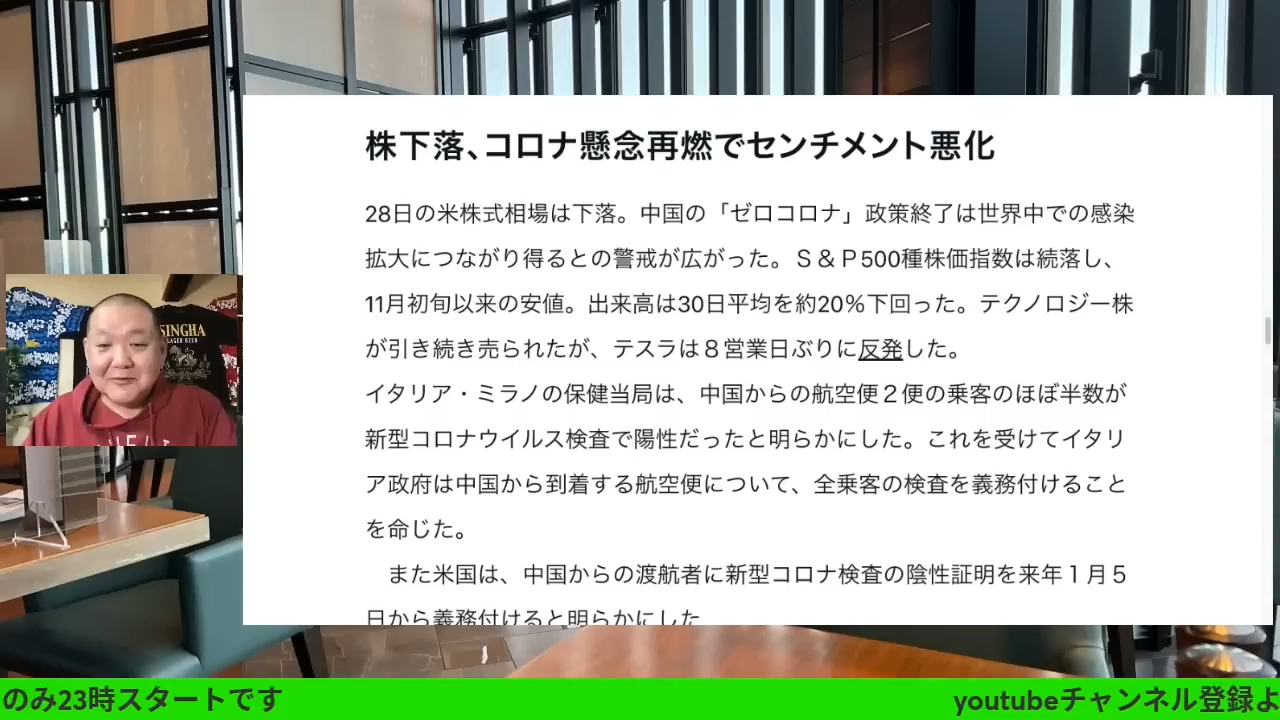 株下落、コロナ懸念再燃でセンチメント悪化
28日の米株式相場は下落。中国の「ゼロコロナ」政策終了は世界中での感染
拡大につながり得るとの警戒が広がった。Ｓ＆Ｐ500種株価指数は続落し、
11月初旬以来の安値。出来高は30日平均を約20％下回った。テクノロジー株
が引き続き売られたが、テスラは８営業日ぶりに反発した。
イタリア・ミラノの保健当局は、中国からの航空便２便の乗客のほぼ半数が
新型コロナウイルス検査で陽性だったと明らかにした。これを受けてイタリ
ア政府は中国から到着する航空便について、全乗客の検査を義務付けること
を命じた。
また米国は、中国からの渡航者に新型コロナ検査の陰性証明を来年１月５
日から義務付けると明らかにした
SINGHA
LAGER BEER
のみ23時スタートです
youtubeチャンネル登録よ